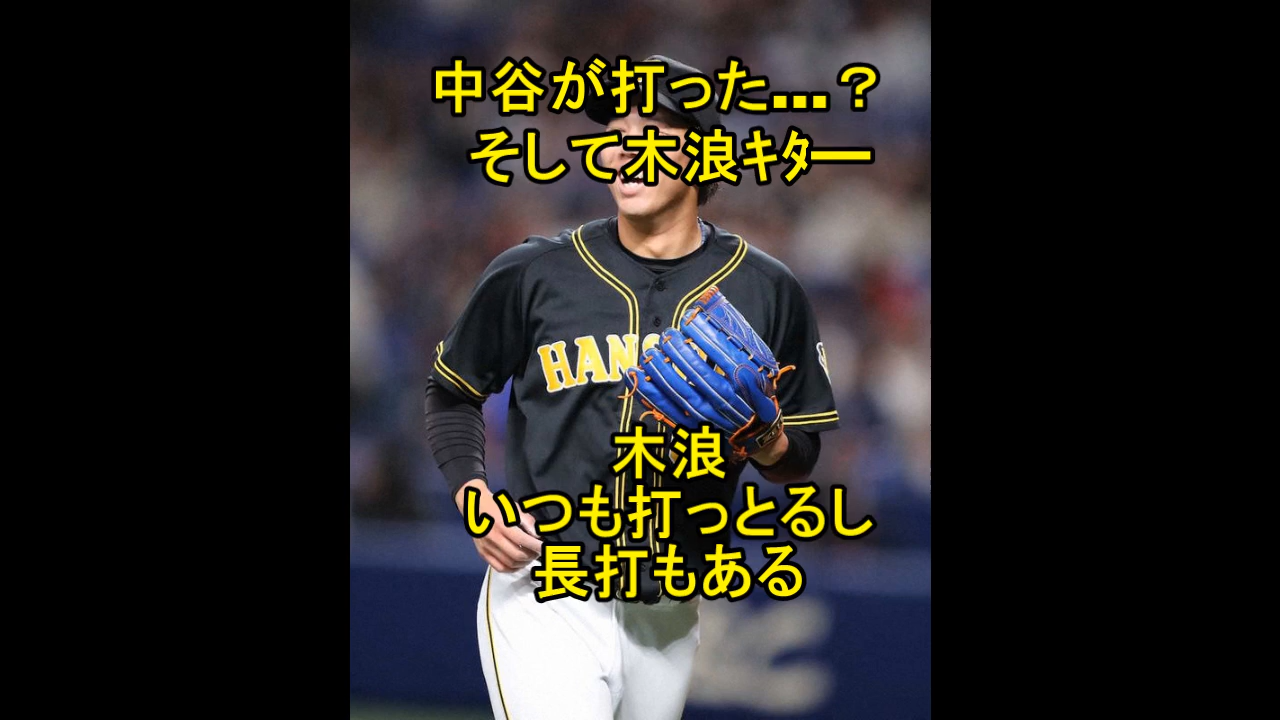 中谷が打った…？
そして木浪ｷﾀー
HAN
木浪
いつも打っとるし
長打もある